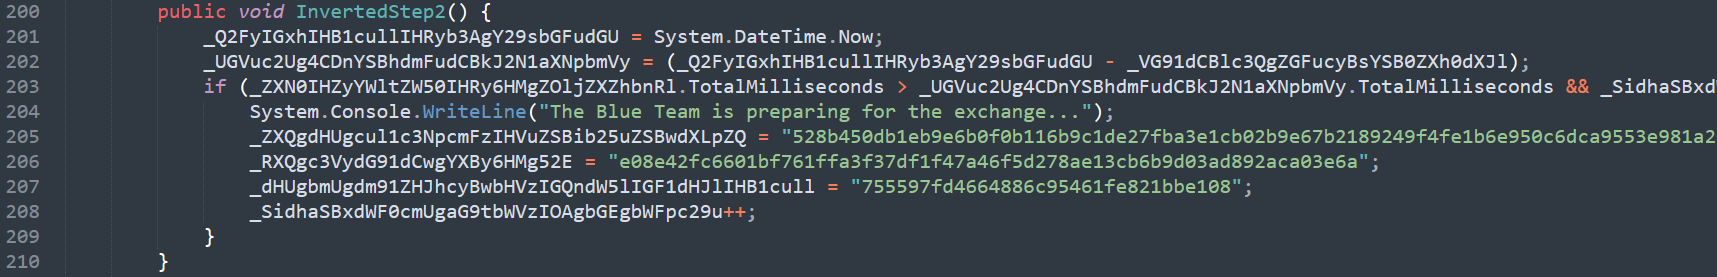 200 public void InvertedStep2() {
201 _Q2FyIGxhIHB1cullIHRyb3AgY29sbGFudGU = System.DateTime.Now;
202 _UGVuc2Ug4CDnYSBhdmFudCBkJ2N1aXNpbmVy = (_Q2FyIGxhIHB1cullIHRyb3AgY29sbGFudGU - _VG91dCBlc3QgZGFucyBsYSB0ZXh0dXJl);
203 if (_ZXN0IHZyYWltZW50IHRy6HMgZOljZXZhbnRl.TotalMilliseconds > _UGVuc2Ug4CDnYSBhdmFudCBkJ2N1aXNpbmVy.TotalMilliseconds && _SidhaSBxdW
204 System.Console.WriteLine("The Blue Team is preparing for the exchange...");
205 _ZXQgdHUgcul1c3NpcmFzIHVuZSBib25uZSBwdXLpZQ = "528b450db1eb9e6b0f0b116b9c1de27fba3e1cb02b9e67b2189249f4fe1b6e950c6dca9553e981a2
206 _RXQgc3VydG91dCwgYXBy6HMg52E = "e08e42fc6601bf761ffa3f37df1f47a46f5d278ae13cb6b9d03ad892aca03e6a";
207 _dHUgbmUgdm91ZHJhcyBwbHVzIGQndW5lIGF1dHJlIHB1cull = "755597fd4664886c95461fe821bbe108";
208 _SidhaSBxdWF0cmUgaG9tbWVzIOAgbGEgbWFpc29u++;
209 }
210 }